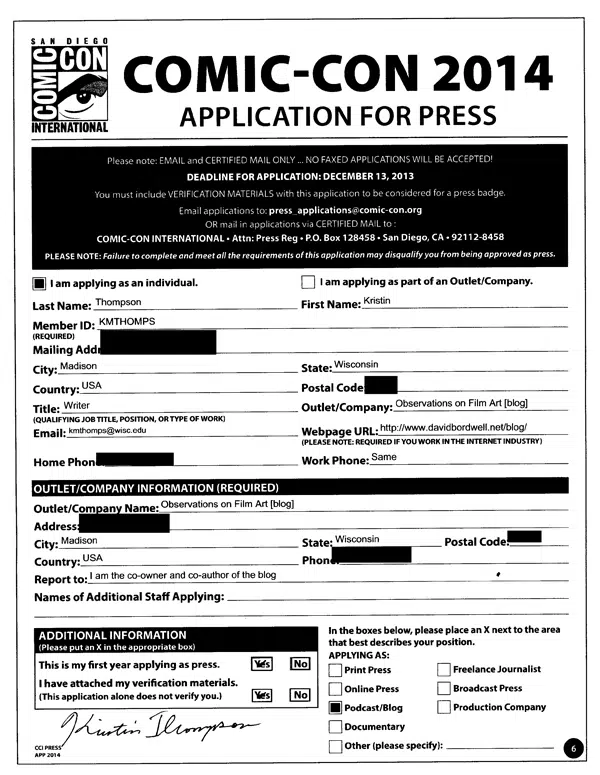 SAN DIEGO
COMIC CON
INTERNATIONAL
COMIC-CON 2014
APPLICATION FOR PRESS
Please note: EMAIL and CERTIFIED MAIL ONLY ... NO FAXED APPLICATIONS WILL BE ACCEPTED!
DEADLINE FOR APPLICATION: DECEMBER 13, 2013
You must include VERIFICATION MATERIALS with this application to be considered for a press badge.
Email applications to: press_applications@comic-con.org
OR mail in applications via CERTIFIED MAIL to :
COMIC-CON INTERNATIONAL • Attn: Press Reg • P.O. Box 128458 • San Diego, CA • 92112-8458
PLEASE NOTE: Failure to complete and meet all the requirements of this application may disqualify you from being approved as press.
I am applying as an individual. I am applying as part of an Outlet/Company.
Last Name: Thompson First Name: Kristin
Member ID: KMTHOMPS
(REQUIRED)
Mailing Add
City: Madison State: Wisconsin
Country: USA Postal Code
Title: Writer Outlet/Company: Observations on Film Art [blog]
(QUALIFYING JOB TITLE, POSITION, OR TYPE OF WORK)
Email: kmthomps@wisc.edu Webpage URL: http://www.davidbordwell.net/blog/
(PLEASE NOTE: REQUIRED IF YOU WORK IN THE INTERNET INDUSTRY)
Home Phon Work Phone: Same
OUTLET/COMPANY INFORMATION (REQUIRED)
Outlet/Company Name: Observations on Film Art [blog]
Address:
City: Madison State: Wisconsin Postal Code:
Country: USA Phon
Report to: I am the co-owner and co-author of the blog
Names of Additional Staff Applying:
ADDITIONAL INFORMATION
(Please put an X in the appropriate box)
This is my first year applying as press. Yes No
I have attached my verification materials.
(This application alone does not verify you.) Yes No
Kristin Thompson
CCI PRESS
APP 2014
In the boxes below, please place an X next to the area
that best describes your position.
APPLYING AS:
Print Press Freelance Journalist
Online Press Broadcast Press
Podcast/Blog Production Company
Documentary
Other (please specify):
6